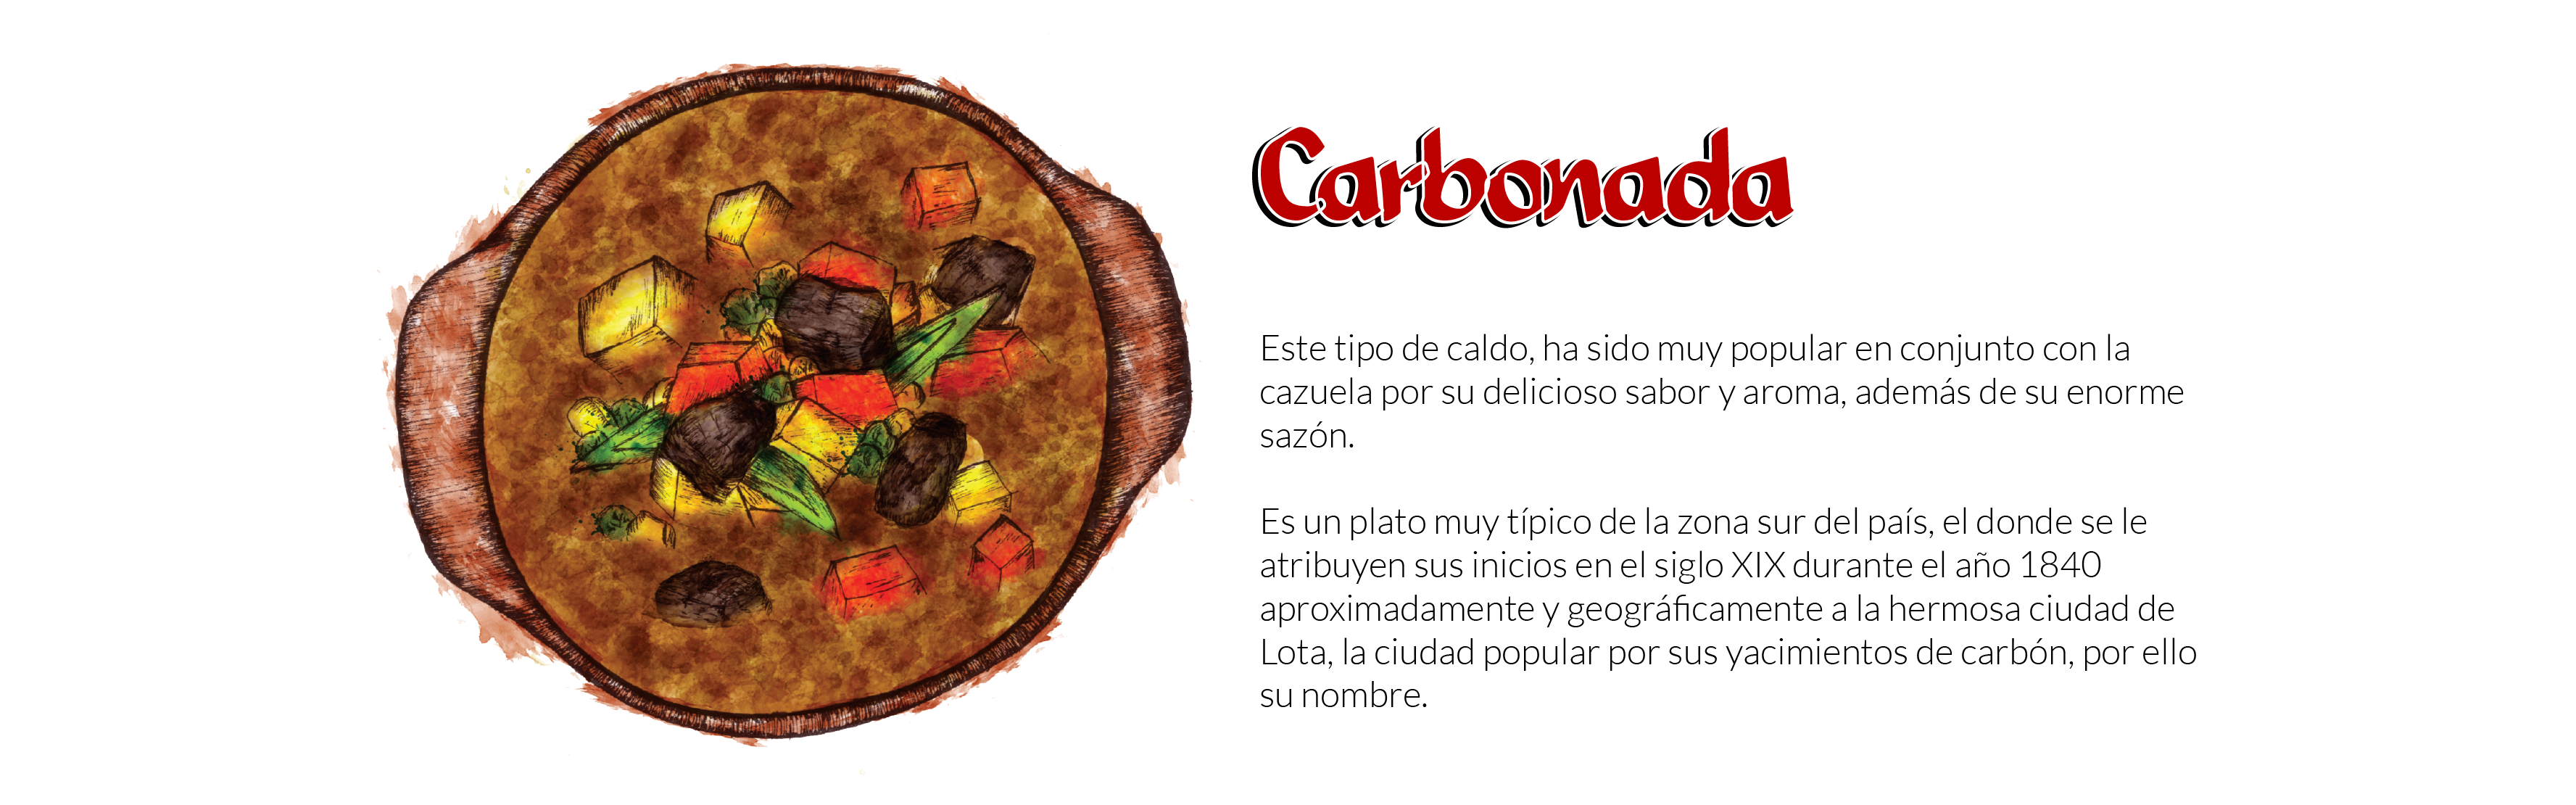 Carbonada
Este tipo de caldo, ha sido muy popular en conjunto con la
cazuela por su delicioso sabor y aroma, además de su enorme
sazón.
Es un plato muy típico de la zona sur del país, el donde se le
atribuyen sus inicios en el siglo XIX durante el año 1840
aproximadamente y geográficamente a la hermosa ciudad de
Lota, la ciudad popular por sus yacimientos de carbón, por ello
su nombre.